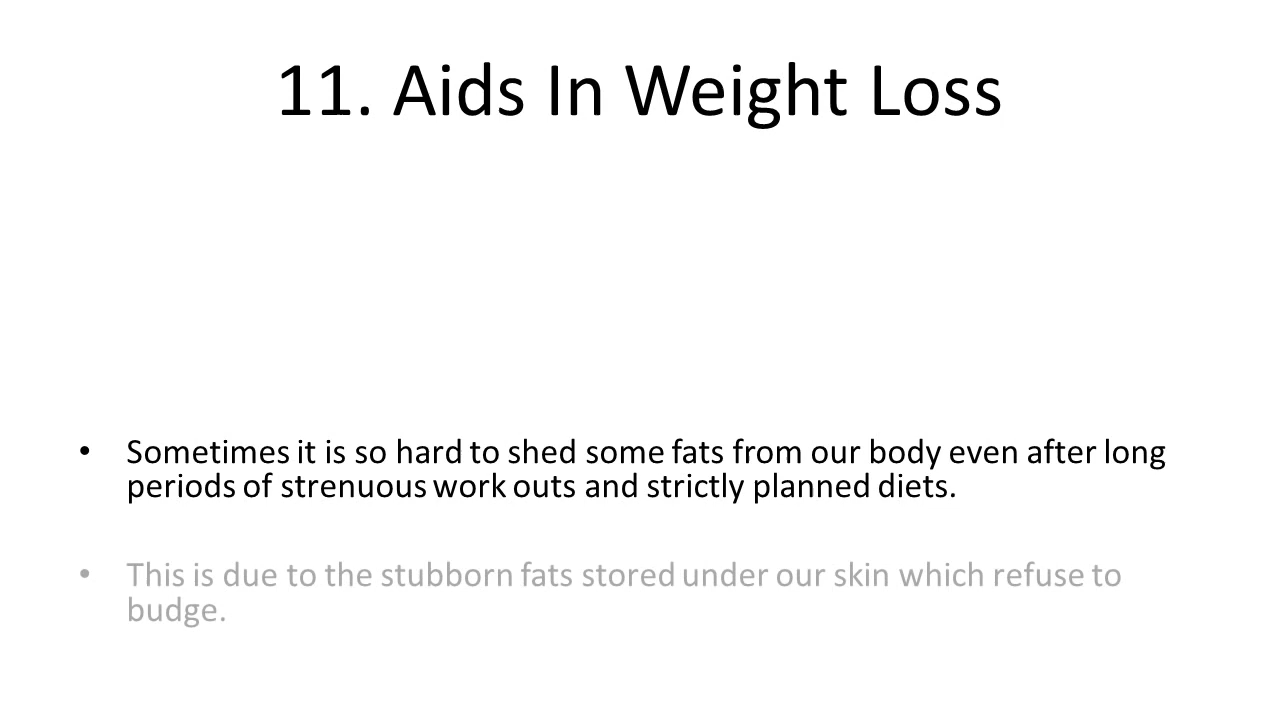 11. Aids In Weight Loss
• Sometimes it is so hard to shed some fats from our body even after long
periods of strenuous work outs and strictly planned diets.
• This is due to the stubborn fats stored under our skin which refuse to
budge.